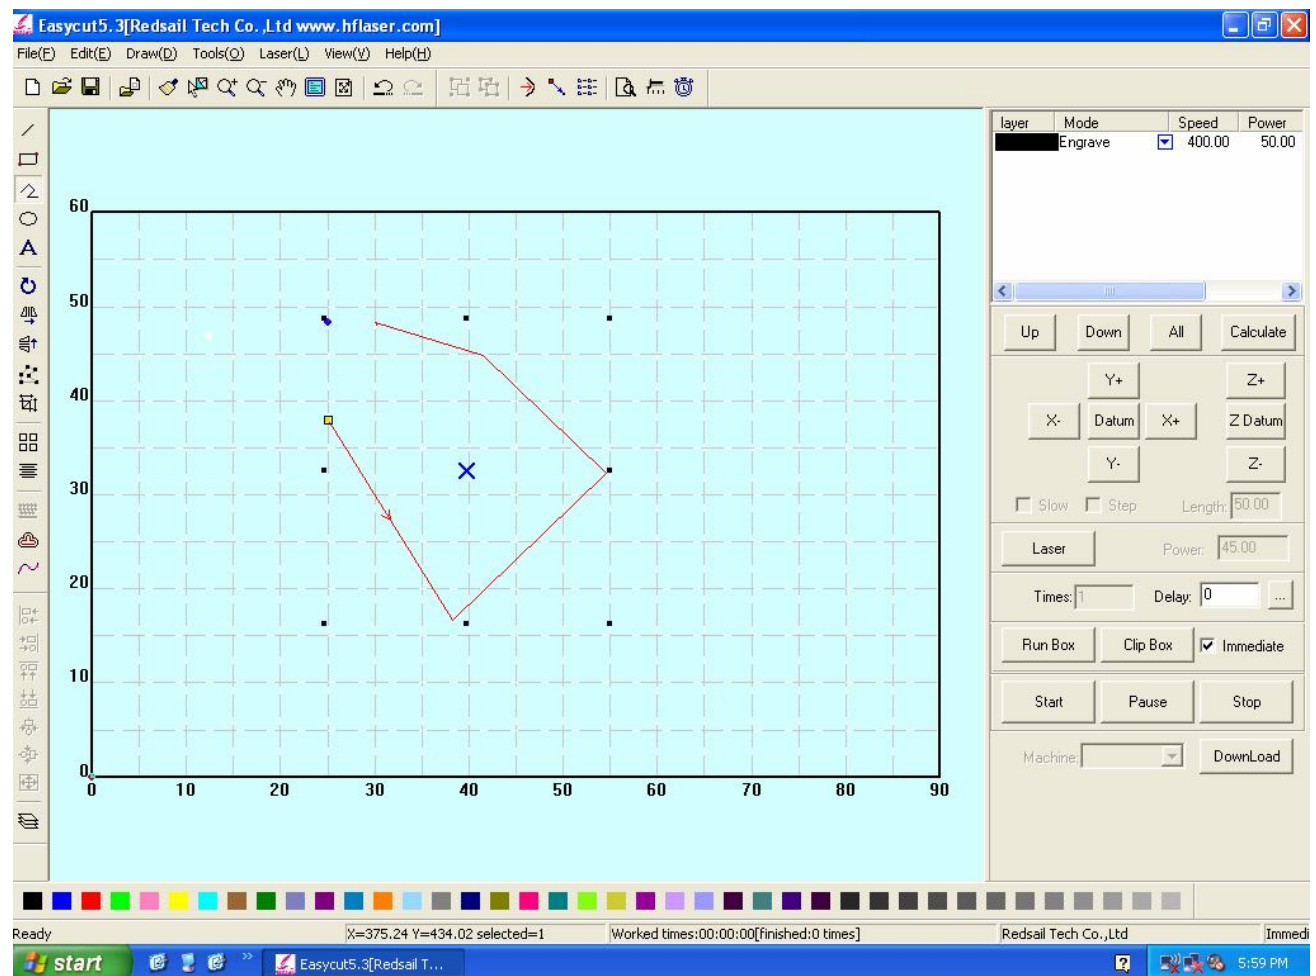 Easycut5.3[Redsail Tech Co.,Ltd www.hflaser.com]
File(F) Edit(E) Draw(D) Tools(O) Laser(L) View(V) Help(H)
layer Mode Speed Power
Engrave 400.00 50.00
60
50
40
30
20
10
0
0 10 20 30 40 50 60 70 80 90
Up Down All Calculate
Y+ Z+
X- Datum X+ Z Datum
Y- Z-
Slow Step Length: 50.00
Laser Power: 45.00
Times: 1 Delay: 0 ...
Run Box Clip Box Immediate
Start Pause Stop
Machine: DownLoad
Ready X=375.24 Y=434.02 selected=1 Worked times:00:00:00[finished:0 times] Redsail Tech Co.,Ltd Immedi
start Easycut5.3[Redsail T... 5:59 PM